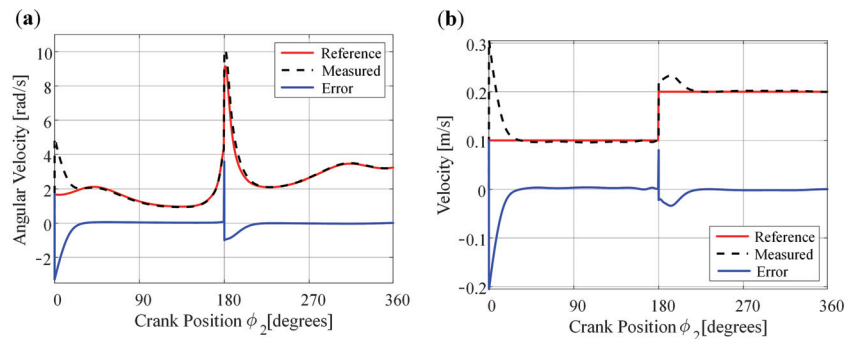 (a)
Angular Velocity [rad/s]
10
8
6
4
2
0
-2
0
90
180
270
360
Crank Position ϕ2[degrees]
Reference
Measured
Error
(b)
Velocity [m/s]
0.3
0.2
0.1
0
-0.1
-0.2
0
90
180
270
360
Crank Position ϕ2[degrees]
Reference
Measured
Error